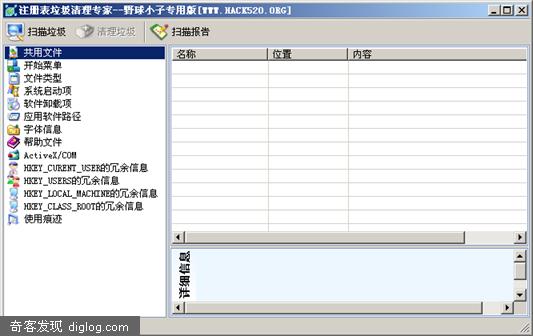 注册表垃圾清理专家--野球小子专用版[WWW.HACK520.ORG]
扫描垃圾 清理垃圾 扫描报告
共用文件
开始菜单
文件类型
系统启动项
软件卸载项
应用软件路径
字体信息
帮助文件
ActiveX/COM
HKEY_CURENT_USER的冗余信息
HKEY_USERS的冗余信息
HKEY_LOCAL_MACHINE的冗余信息
HKEY_CLASS_ROOT的冗余信息
使用痕迹
名称 位置 内容
详细信息
奇客发现 diglog.com